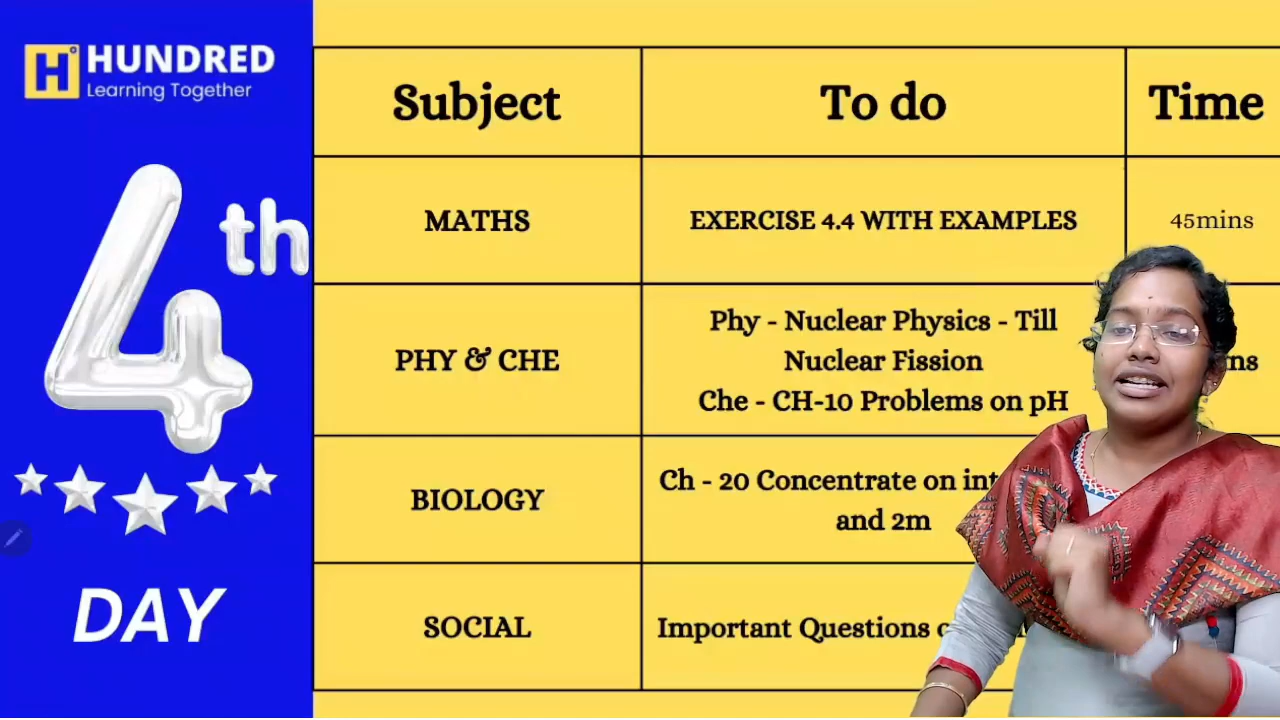 HUNDRED
Learning Together
4th
DAY
Subject
To do
Time
MATHS
EXERCISE 4.4 WITH EXAMPLES
45mins
PHY & CHE
Phy - Nuclear Physics - Till
Nuclear Fission
Che - CH-10 Problems on pH
BIOLOGY
Ch - 20 Concentrate on
and 2m
SOCIAL
Important Questions